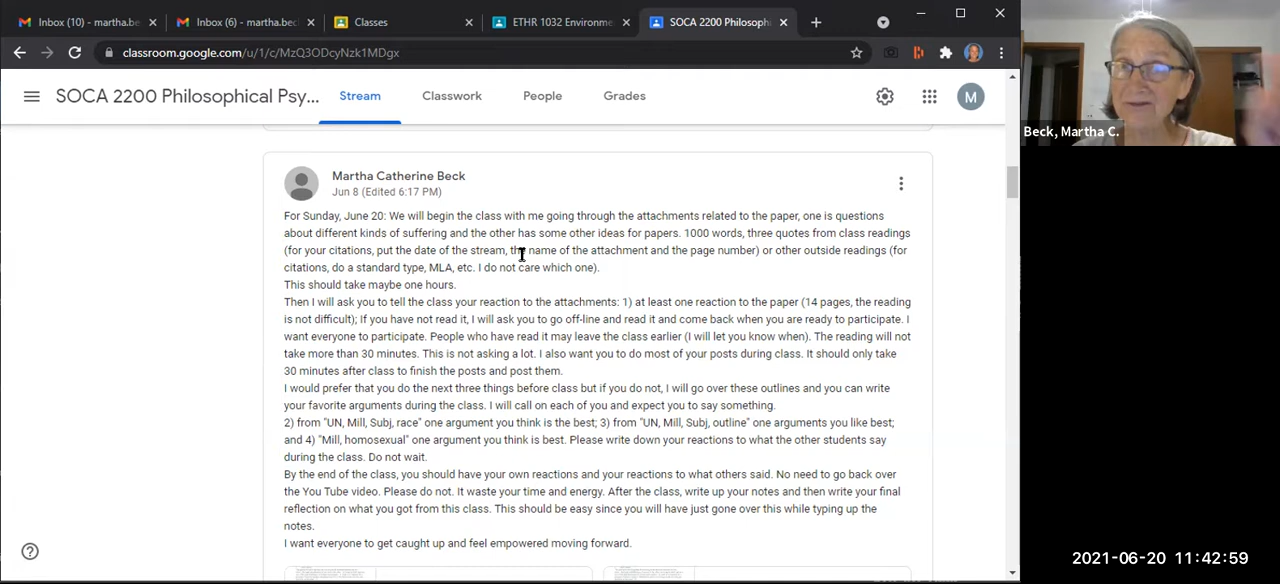 Inbox (10) - martha.be
Inbox (6) - martha.bec
Classes
ETHR 1032 Environme
SOCA 2200 Philosophi
classroom.google.com/u/1/c/MzQ3ODcyNzk1MDgx
SOCA 2200 Philosophical Psy...
Stream
Classwork
People
Grades
M
Beck, Martha C.
Martha Catherine Beck
Jun 8 (Edited 6:17 PM)
For Sunday, June 20: We will begin the class with me going through the attachments related to the paper, one is questions
about different kinds of suffering and the other has some other ideas for papers. 1000 words, three quotes from class readings
(for your citations, put the date of the stream, the name of the attachment and the page number) or other outside readings (for
citations, do a standard type, MLA, etc. I do not care which one).
This should take maybe one hours.
Then I will ask you to tell the class your reaction to the attachments: 1) at least one reaction to the paper (14 pages, the reading
is not difficult); If you have not read it, I will ask you to go off-line and read it and come back when you are ready to participate. I
want everyone to participate. People who have read it may leave the class earlier (I will let you know when). The reading will not
take more than 30 minutes. This is not asking a lot. I also want you to do most of your posts during class. It should only take
30 minutes after class to finish the posts and post them.
I would prefer that you do the next three things before class but if you do not, I will go over these outlines and you can write
your favorite arguments during the class. I will call on each of you and expect you to say something.
2) from "UN, Mill, Subj, race" one argument you think is the best; 3) from "UN, Mill, Subj, outline" one arguments you like best;
and 4) "Mill, homosexual" one argument you think is best. Please write down your reactions to what the other students say
during the class. Do not wait.
By the end of the class, you should have your own reactions and your reactions to what others said. No need to go back over
the You Tube video. Please do not. It waste your time and energy. After the class, write up your notes and then write your final
reflection on what you got from this class. This should be easy since you will have just gone over this while typing up the
notes.
I want everyone to get caught up and feel empowered moving forward.
2021-06-20 11:42:59